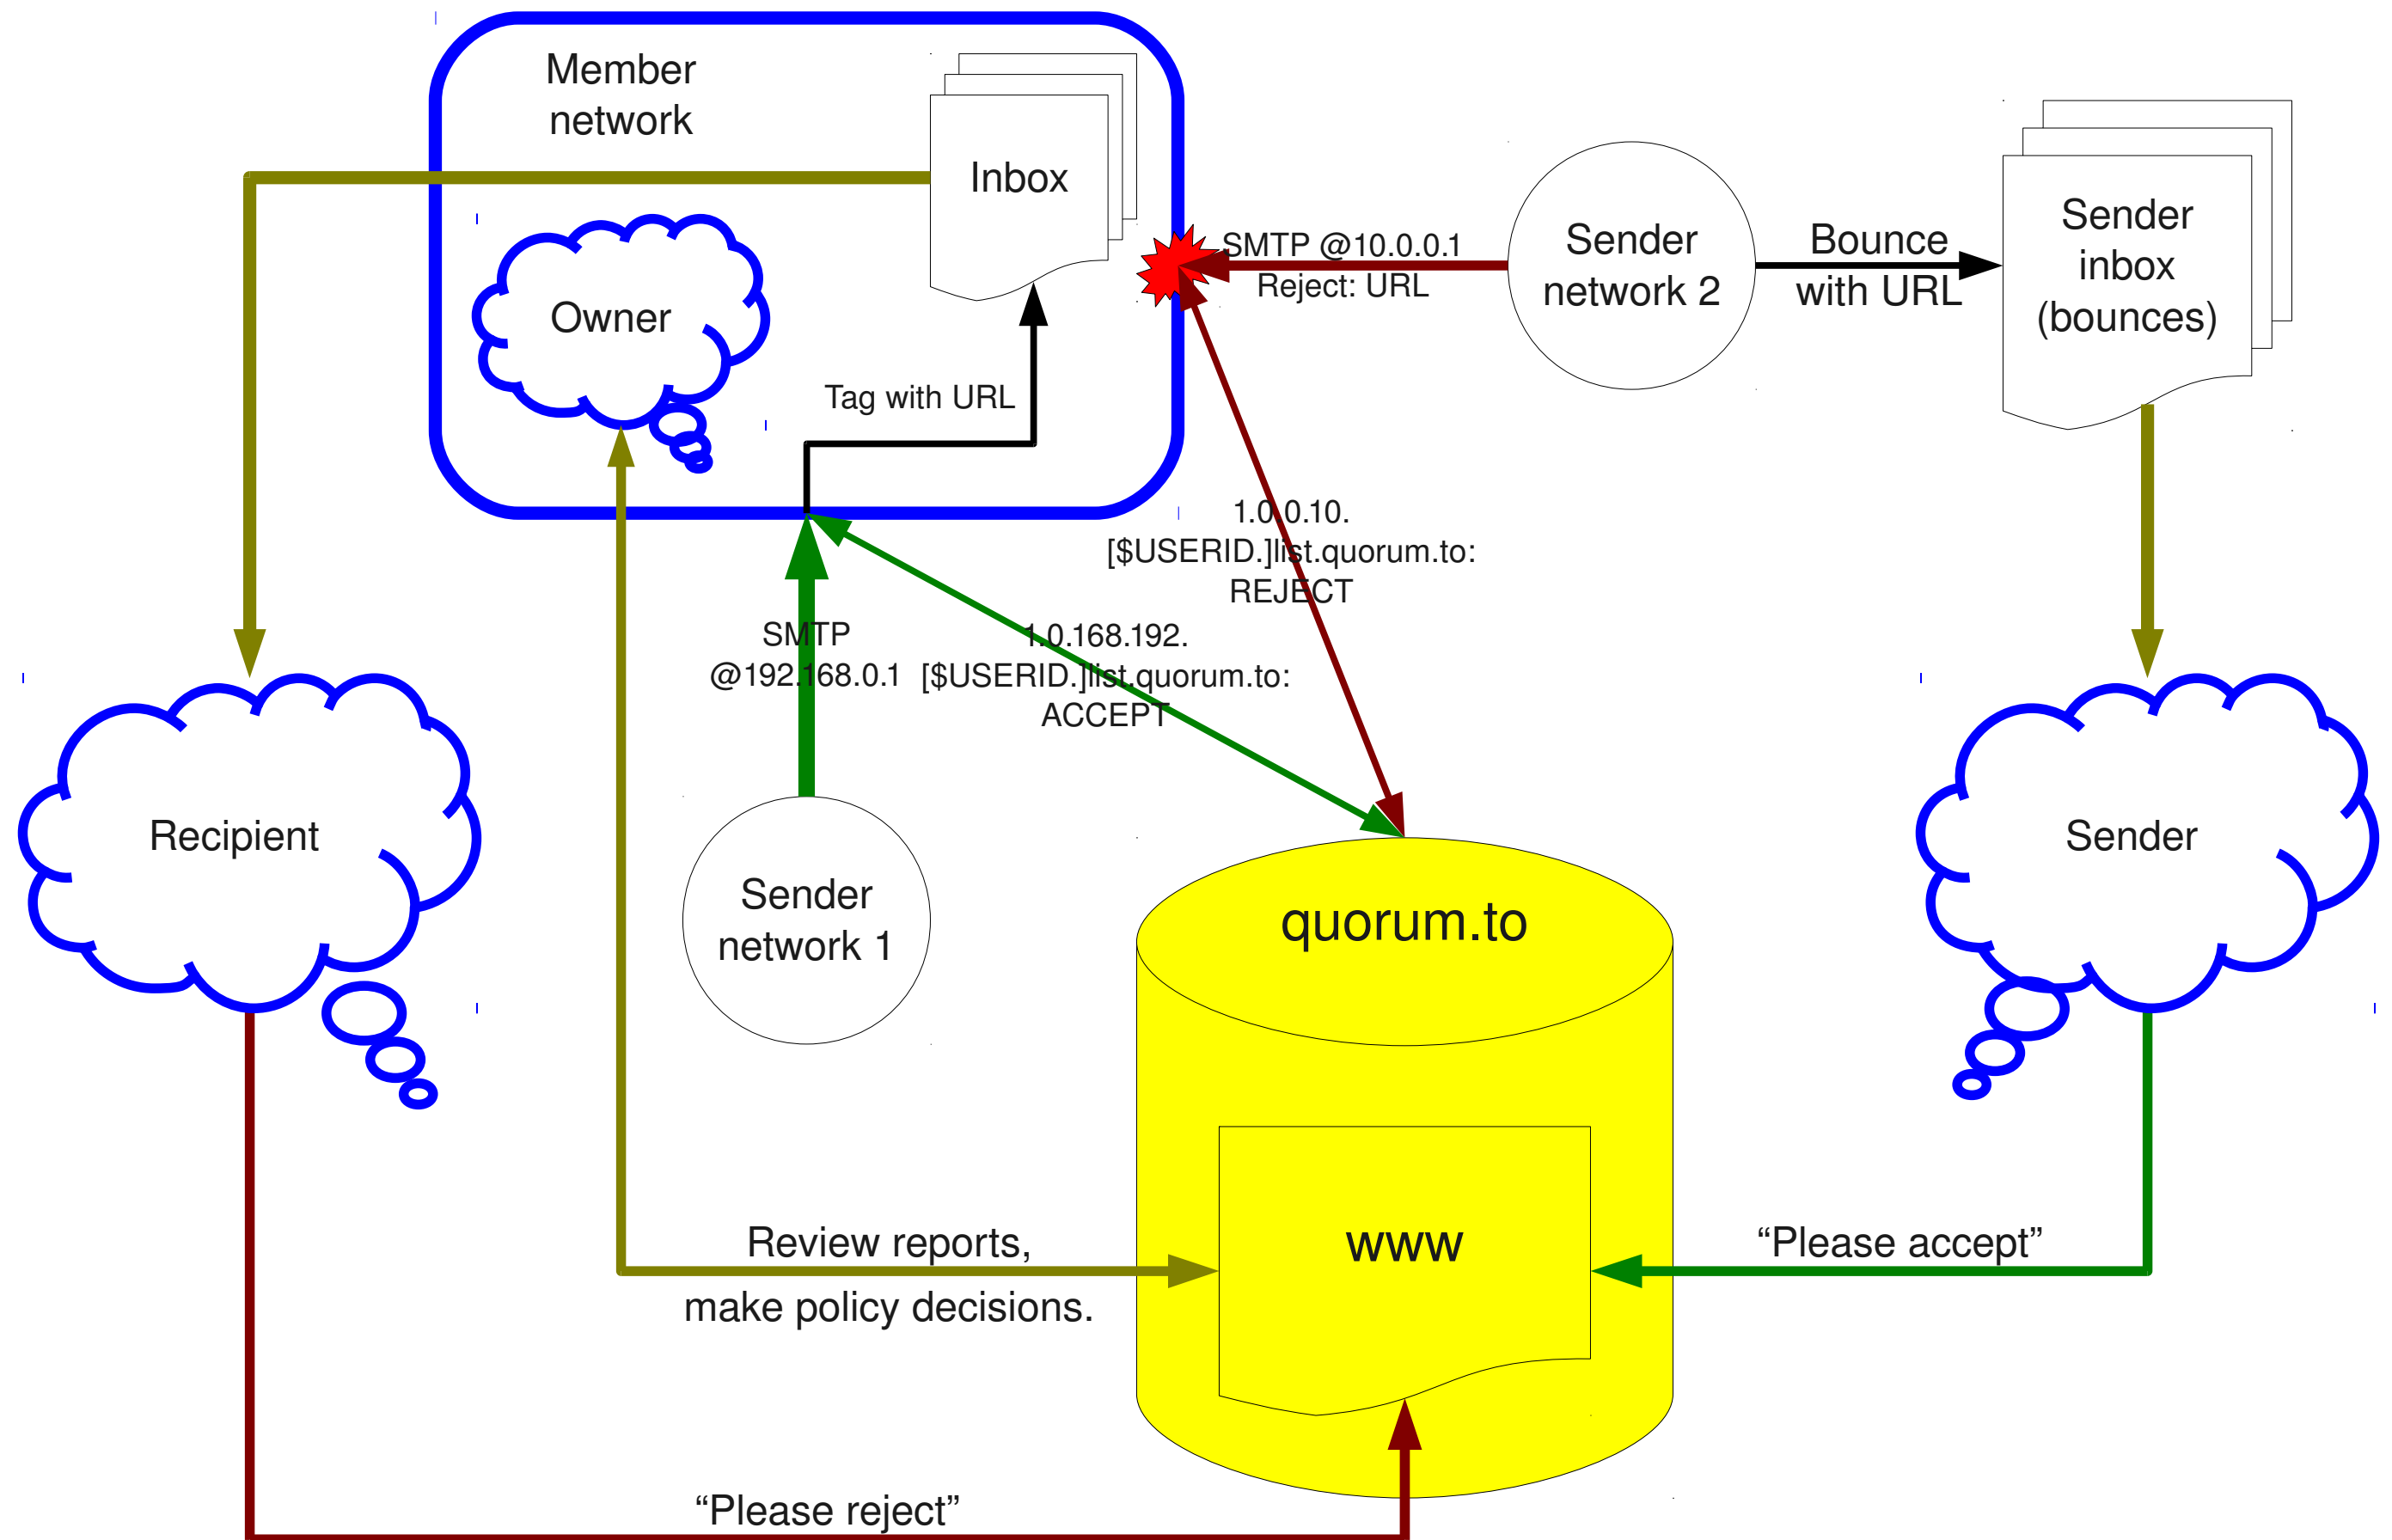 Member
network
Inbox
Owner
Tag with URL
SMTP @10.0.0.1
Reject: URL
Sender
network 2
Bounce
with URL
Sender
inbox
(bounces)
1.0.0.10.
[$USERID.]list.quorum.to:
REJECT
SMTP
@192.168.0.1
1.0.168.192.
[$USERID.]list.quorum.to:
ACCEPT
Recipient
Sender
network 1
quorum.to
Sender
www
Review reports,
make policy decisions.
“Please accept”
“Please reject”